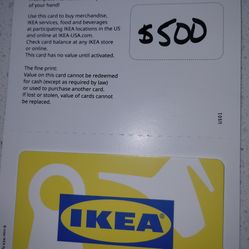 of your hand!
Use this card to buy merchandise,
IKEA services, food and beverages
at participating IKEA locations in the US
and online at IKEA-USA.com.
Check card balance at any IKEA store
or online.
This card has no value until activated.
The fine print:
Value on this card cannot be redeemed
for cash (except as required by law)
or used to purchase another card.
If lost or stolen, value of cards cannot
be replaced.
$500
IKEA